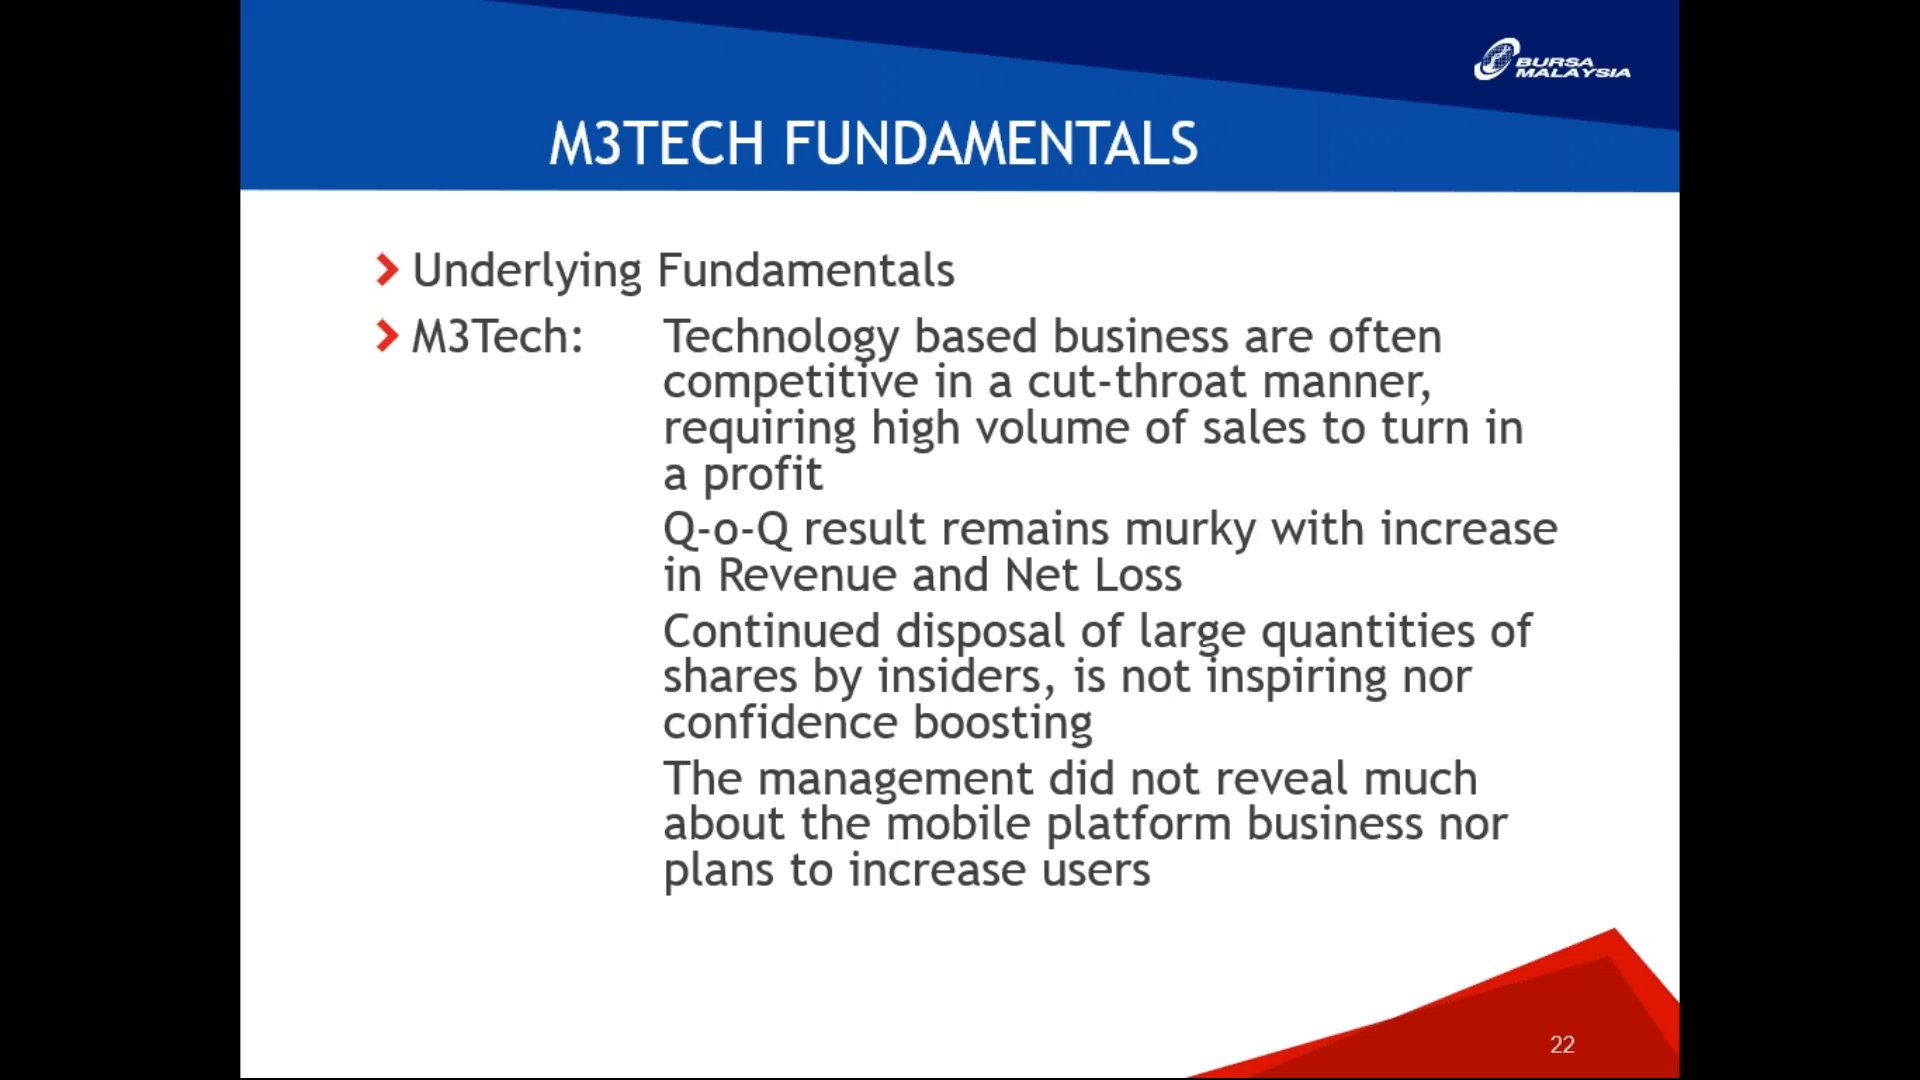 BURSA
MALAYSIA
M3TECH FUNDAMENTALS
Underlying Fundamentals
M3Tech: Technology based business are often
competitive in a cut-throat manner,
requiring high volume of sales to turn in
a profit
Q-o-Q result remains murky with increase
in Revenue and Net Loss
Continued disposal of large quantities of
shares by insiders, is not inspiring nor
confidence boosting
The management did not reveal much
about the mobile platform business nor
plans to increase users
22